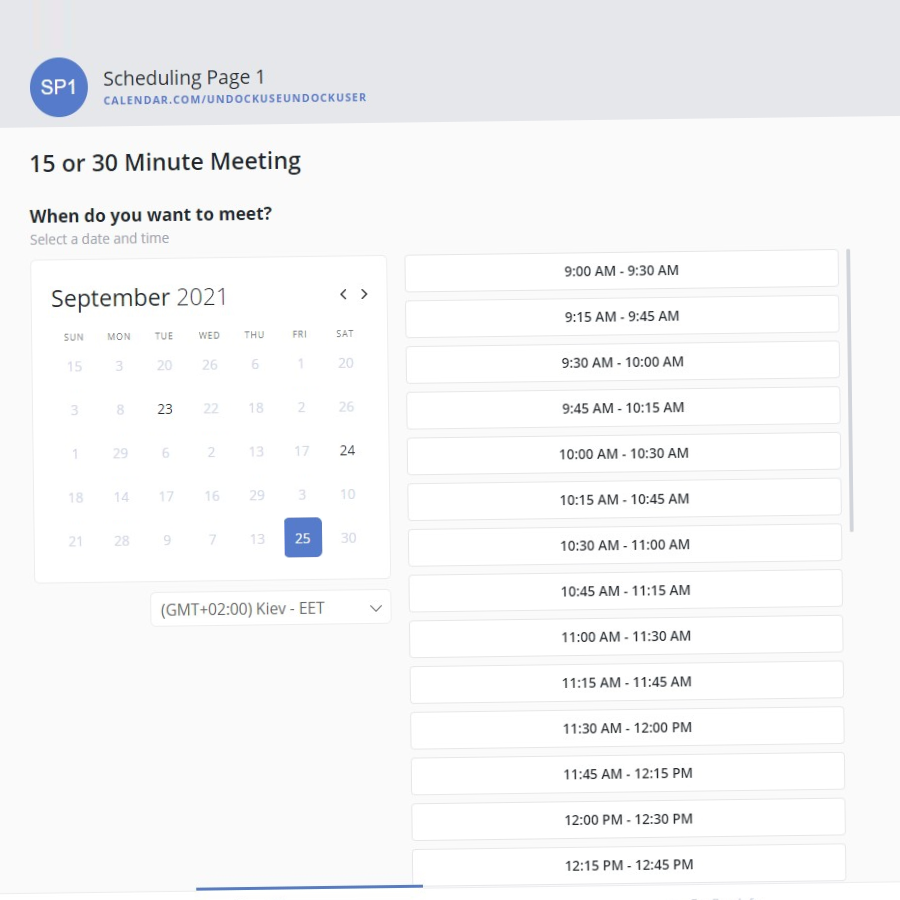 SP1
Scheduling Page 1
CALENDAR.COM/UNDOCKUSEUNDOCKUSER
15 or 30 Minute Meeting
When do you want to meet?
Select a date and time
September 2021
SUN MON TUE WED THU FRI SAT
15 3 20 26 6 1 20
3 8 23 22 18 2 26
1 29 6 2 13 17 24
18 14 17 16 29 3 10
21 28 9 7 13 25 30
(GMT+02:00) Kiev - EET
9:00 AM - 9:30 AM
9:15 AM - 9:45 AM
9:30 AM - 10:00 AM
9:45 AM - 10:15 AM
10:00 AM - 10:30 AM
10:15 AM - 10:45 AM
10:30 AM - 11:00 AM
10:45 AM - 11:15 AM
11:00 AM - 11:30 AM
11:15 AM - 11:45 AM
11:30 AM - 12:00 PM
11:45 AM - 12:15 PM
12:00 PM - 12:30 PM
12:15 PM - 12:45 PM